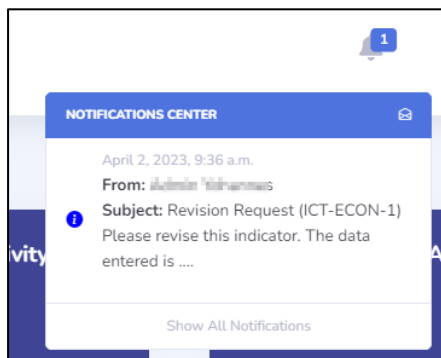 1
NOTIFICATIONS CENTER
April 2, 2023, 9:36 a.m.
From:
Subject: Revision Request (ICT-ECON-1)
Please revise this indicator. The data
entered is ....
ivity
A
Show All Notifications